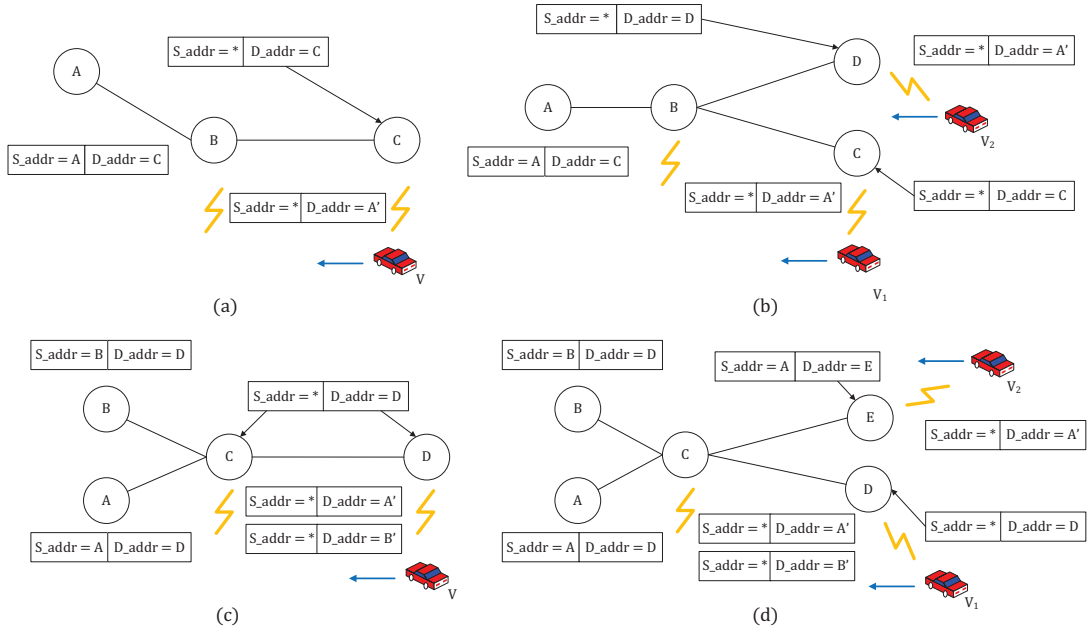 S_addr = * D_addr = C
A
B
C
S_addr = A D_addr = C
S_addr = * D_addr = A'
V
(a)
S_addr = * D_addr = D
S_addr = * D_addr = A'
D
A
B
V₂
C
S_addr = A D_addr = C
S_addr = * D_addr = A'
S_addr = * D_addr = C
V₁
(b)
S_addr = B D_addr = D
S_addr = * D_addr = D
B
C
D
A
S_addr = * D_addr = A'
S_addr = * D_addr = B'
S_addr = A D_addr = D
V
(c)
S_addr = B D_addr = D
S_addr = A D_addr = E
V₂
B
E
S_addr = * D_addr = A'
C
A
D
S_addr = * D_addr = A'
S_addr = * D_addr = D
S_addr = A D_addr = D
S_addr = * D_addr = B'
V₁
(d)